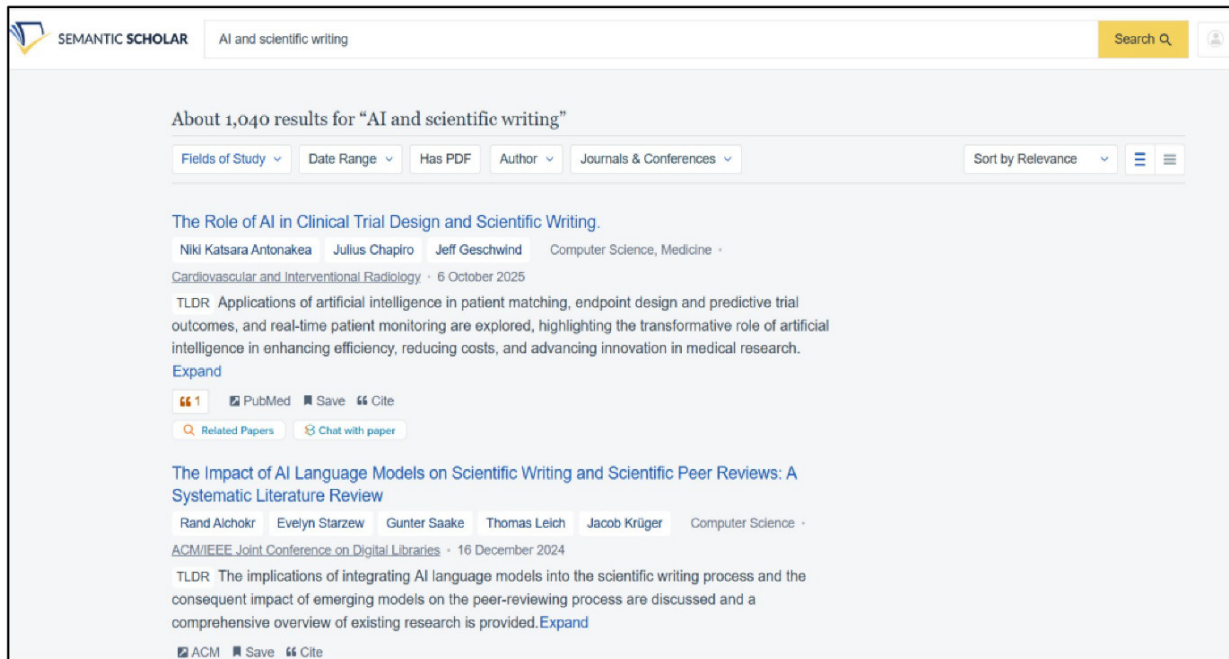 SEMANTIC SCHOLAR AI and scientific writing Search
About 1,040 results for “AI and scientific writing”
Fields of Study Date Range Has PDF Author Journals & Conferences Sort by Relevance
The Role of AI in Clinical Trial Design and Scientific Writing.
Niki Katsara Antonakea Julius Chapiro Jeff Geschwind Computer Science, Medicine ·
Cardiovascular and Interventional Radiology · 6 October 2025
TLDR Applications of artificial intelligence in patient matching, endpoint design and predictive trial
outcomes, and real-time patient monitoring are explored, highlighting the transformative role of artificial
intelligence in enhancing efficiency, reducing costs, and advancing innovation in medical research.
Expand
1 PubMed Save Cite
Related Papers Chat with paper
The Impact of AI Language Models on Scientific Writing and Scientific Peer Reviews: A
Systematic Literature Review
Rand Alchokr Evelyn Starzew Gunter Saake Thomas Leich Jacob Krüger Computer Science ·
ACM/IEEE Joint Conference on Digital Libraries · 16 December 2024
TLDR The implications of integrating AI language models into the scientific writing process and the
consequent impact of emerging models on the peer-reviewing process are discussed and a
comprehensive overview of existing research is provided.Expand
ACM Save Cite